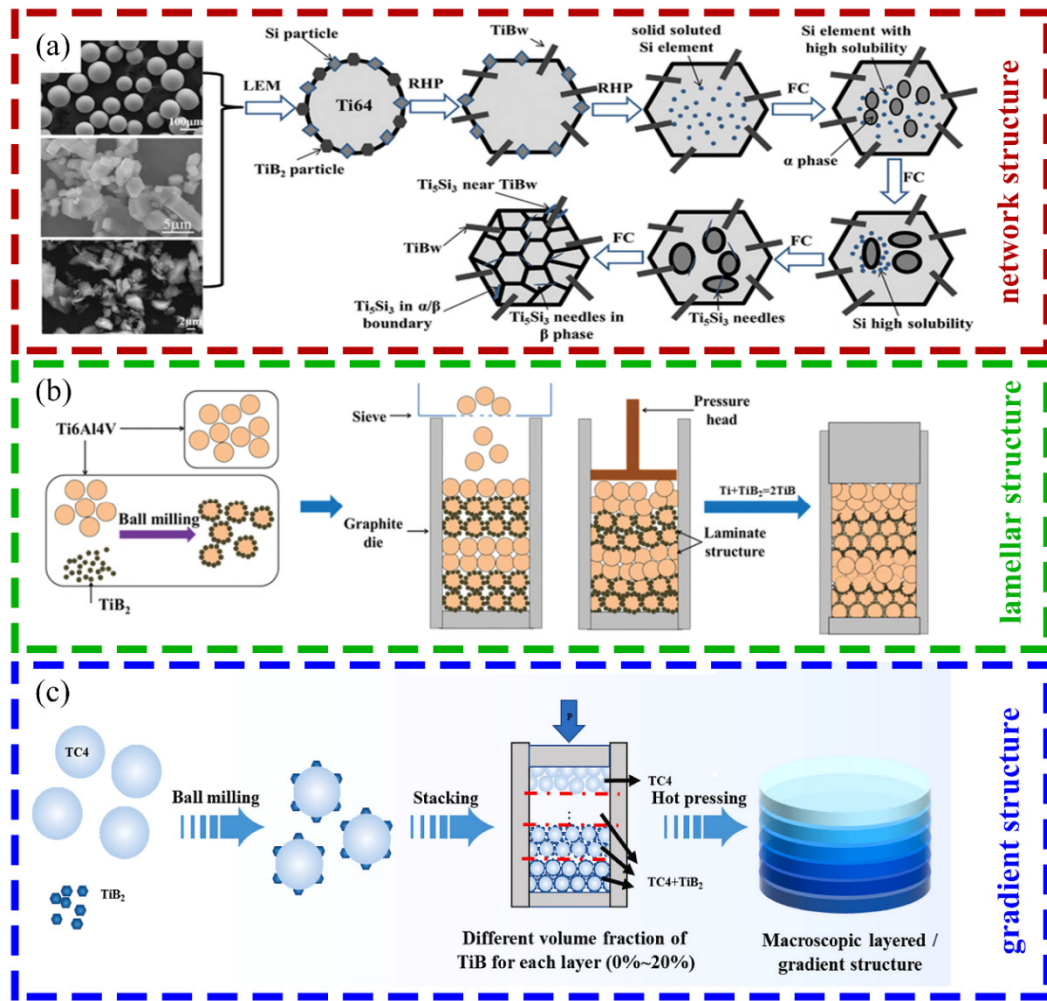 (a)
Si particle
TiBw
solid soluted
Si element
Si element with
high solubility
100μm
LEM
Ti64
RHP
RHP
FC
α phase
TiB₂ particle
5μm
FC
Ti₅Si₃ near TiBw
TiBw
FC
FC
2μm
Ti₅Si₃ in α/β
boundary
Ti₅Si₃ needles in
β phase
Ti₅Si₃ needles
Si high solubility
network structure
(b)
Ti6Al4V
Sieve
Pressure
head
Ball milling
Graphite
die
Ti+TiB₂=2TiB
Laminate
structure
TiB₂
lamellar structure
(c)
P
TC4
TC4
Ball milling
Stacking
Hot pressing
TiB₂
TC4+TiB₂
Different volume fraction of
TiB for each layer (0%~20%)
Macroscopic layered /
gradient structure
gradient structure